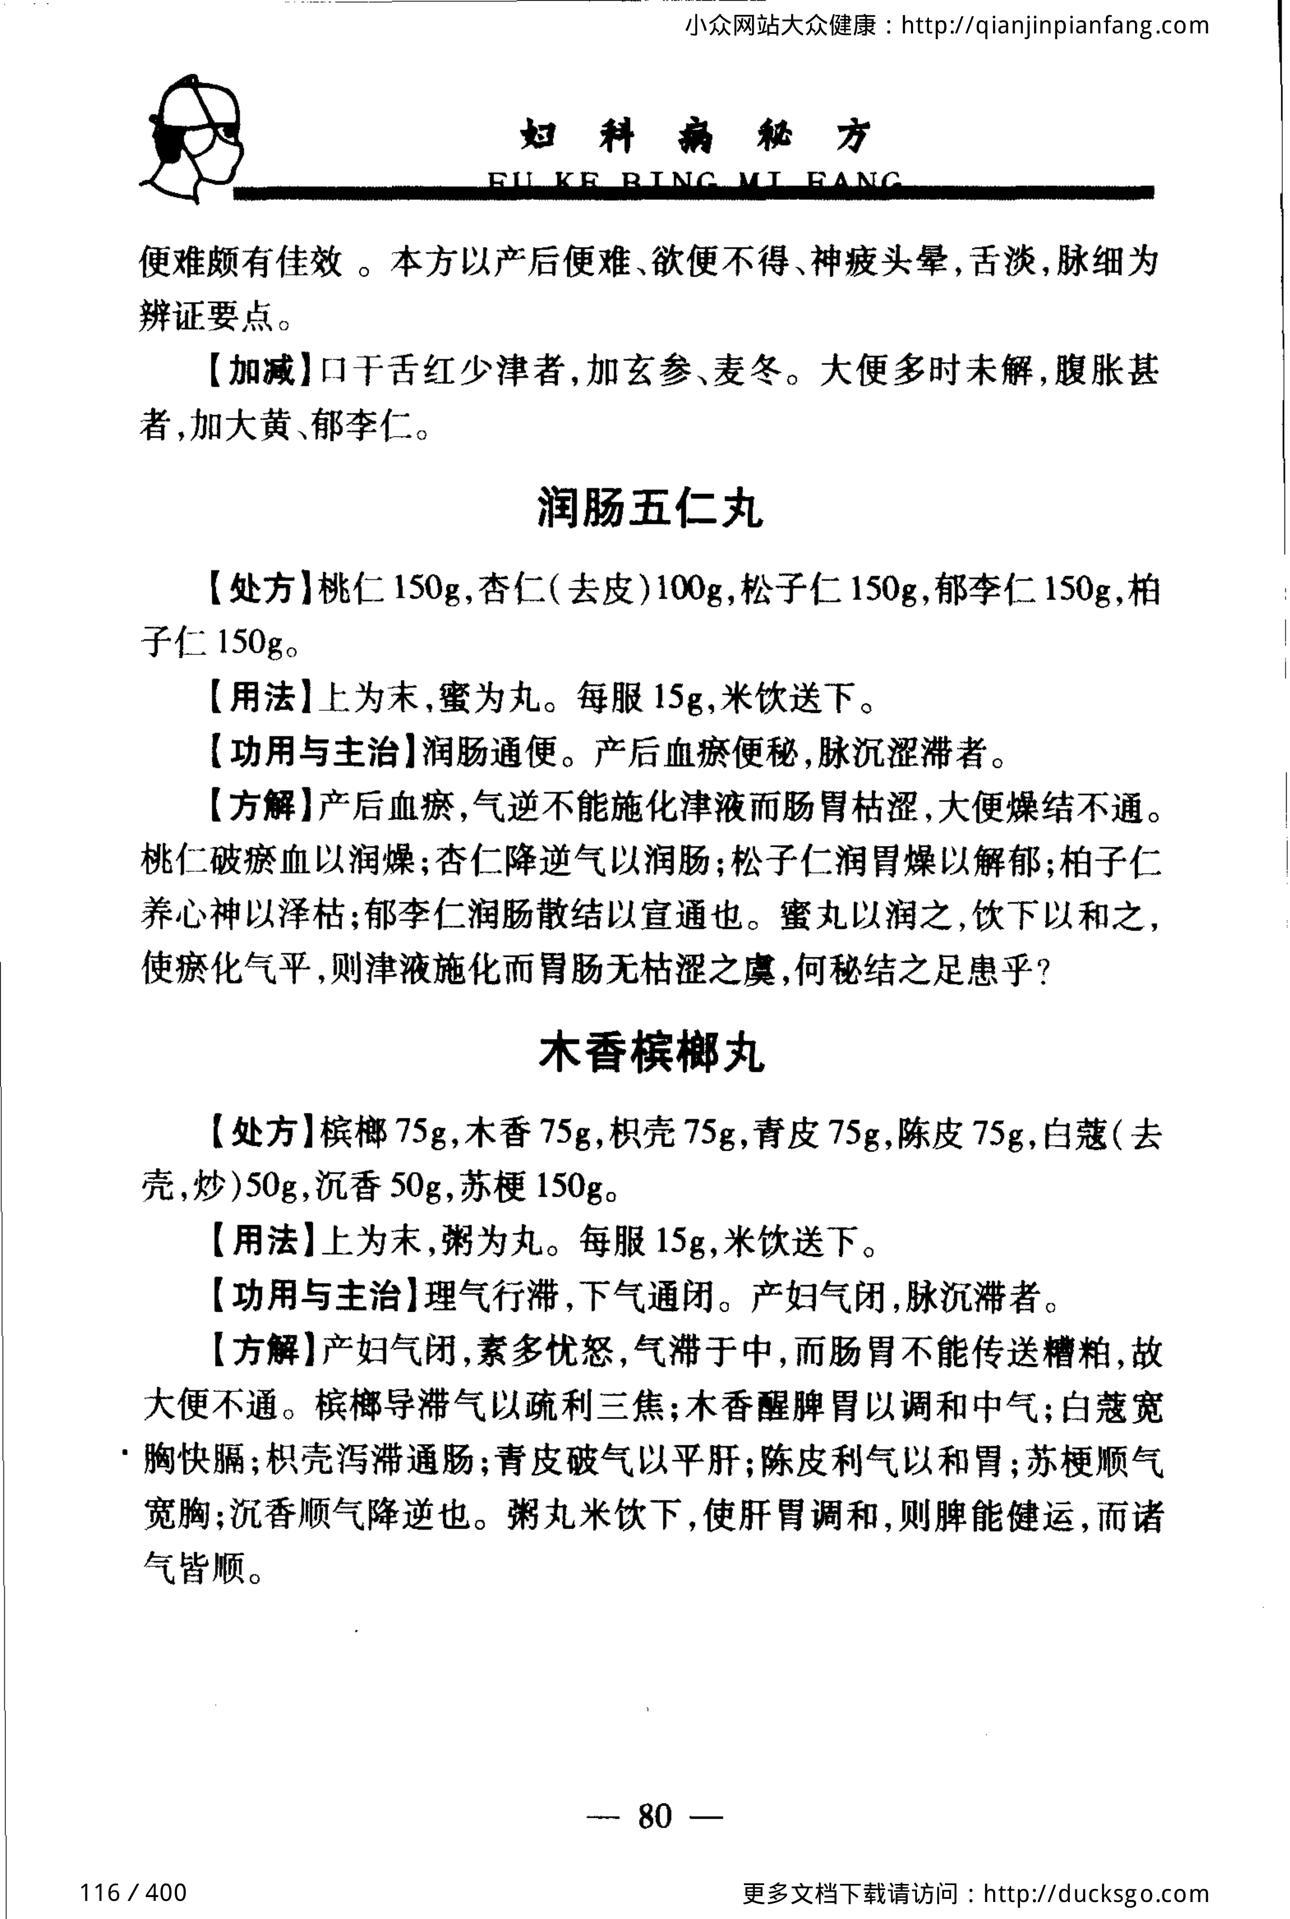 小众网站大众健康：http://qianjinpianfang.com
妇科病秘方
FU KE BING MI FANG
便难颇有佳效 。本方以产后便难、欲便不得、神疲头晕,舌淡,脉细为
辨证要点。
【加减】口干舌红少津者,加玄参、麦冬。大便多时未解,腹胀甚
者,加大黄、郁李仁。
润肠五仁丸
【处方】桃仁 150g,杏仁(去皮)100g,松子仁 150g,郁李仁 150g,柏
子仁 150g。
【用法】上为末,蜜为丸。每服 15g,米饮送下。
【功用与主治】润肠通便。产后血瘀便秘,脉沉涩滞者。
【方解】产后血瘀,气逆不能施化津液而肠胃枯涩,大便燥结不通。
桃仁破瘀血以润燥;杏仁降逆气以润肠;松子仁润胃燥以解郁;柏子仁
养心神以泽枯;郁李仁润肠散结以宣通也。蜜丸以润之,饮下以和之,
使瘀化气平,则津液施化而胃肠无枯涩之虞,何秘结之足患乎?
木香槟榔丸
【处方】槟榔 75g,木香 75g,枳壳 75g,青皮 75g,陈皮 75g,白蔻(去
壳,炒)50g,沉香 50g,苏梗 150g。
【用法】上为末,粥为丸。每服 15g,米饮送下。
【功用与主治】理气行滞,下气通闭。产妇气闭,脉沉滞者。
【方解】产妇气闭,素多忧怒,气滞于中,而肠胃不能传送糟粕,故
大便不通。槟榔导滞气以疏利三焦;木香醒脾胃以调和中气;白蔻宽
胸快膈;枳壳泻滞通肠;青皮破气以平肝;陈皮利气以和胃;苏梗顺气
宽胸;沉香顺气降逆也。粥丸米饮下,使肝胃调和,则脾能健运,而诸
气皆顺。
— 80 —
116 / 400
更多文档下载请访问：http://ducksgo.com